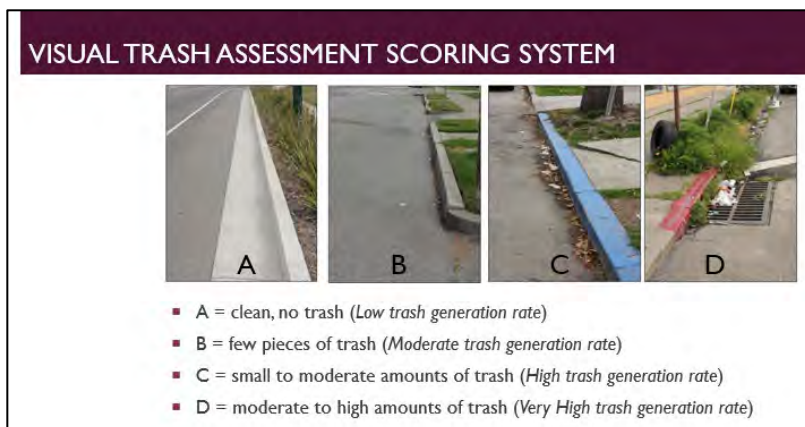 VISUAL TRASH ASSESSMENT SCORING SYSTEM
A B C D
▪ A = clean, no trash (Low trash generation rate)
▪ B = few pieces of trash (Moderate trash generation rate)
▪ C = small to moderate amounts of trash (High trash generation rate)
▪ D = moderate to high amounts of trash (Very High trash generation rate)